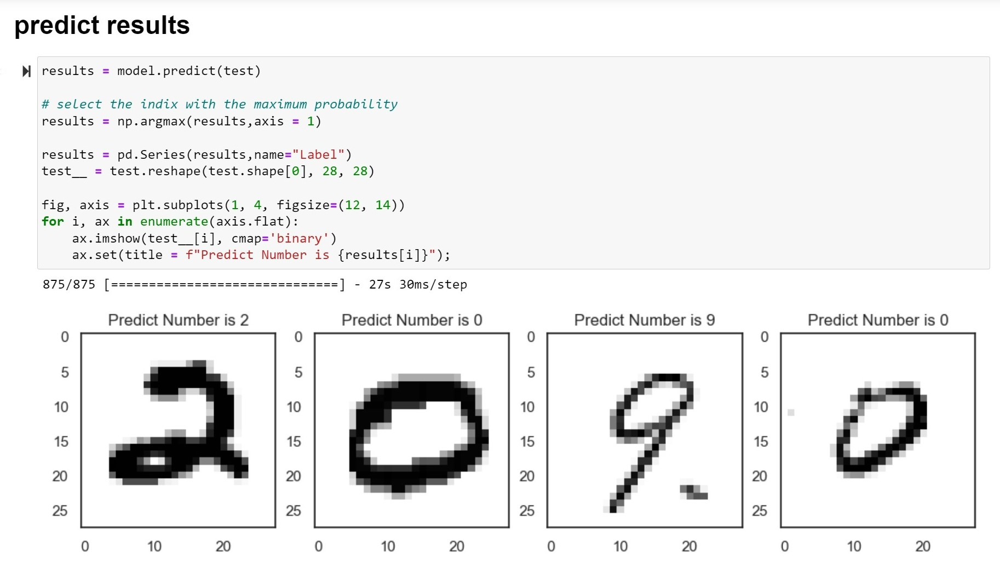 predict results
results = model.predict(test)
# select the indix with the maximum probability
results = np.argmax(results,axis = 1)
results = pd.Series(results,name="Label")
test__ = test.reshape(test.shape[0], 28, 28)
fig, axis = plt.subplots(1, 4, figsize=(12, 14))
for i, ax in enumerate(axis.flat):
    ax.imshow(test__[i], cmap='binary')
    ax.set(title = f"Predict Number is {results[i]}");
875/875 [==============================] - 27s 30ms/step
Predict Number is 2 Predict Number is 0 Predict Number is 9 Predict Number is 0
0 0 0 0
5 5 5 5
10 10 10 10
15 15 15 15
20 20 20 20
25 25 25 25
0 10 20 0 10 20 0 10 20 0 10 20
2 0 9 0